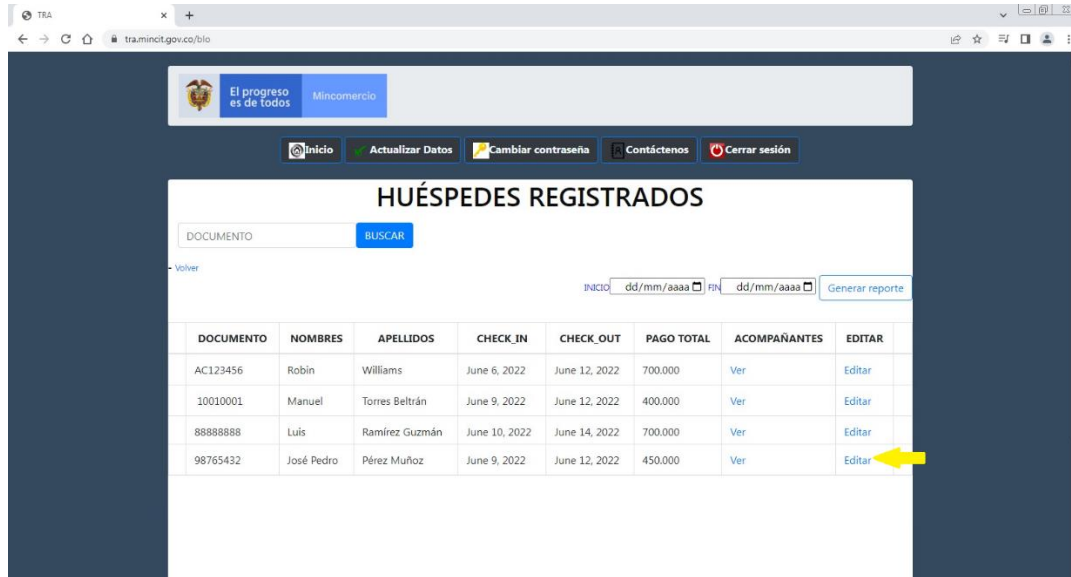 TRA
tra.mincit.gov.co/blo
El progreso
es de todos
Mincomercio
Inicio
Actualizar Datos
Cambiar contraseña
Contáctenos
Cerrar sesión
HUÉSPEDES REGISTRADOS
DOCUMENTO
BUSCAR
- Volver
INICIO dd/mm/aaaa FIN dd/mm/aaaa Generar reporte
DOCUMENTO NOMBRES APELLIDOS CHECK_IN CHECK_OUT PAGO TOTAL ACOMPAÑANTES EDITAR
AC123456 Robin Williams June 6, 2022 June 12, 2022 700.000 Ver Editar
10010001 Manuel Torres Beltrán June 9, 2022 June 12, 2022 400.000 Ver Editar
88888888 Luis Ramírez Guzmán June 10, 2022 June 14, 2022 700.000 Ver Editar
98765432 José Pedro Pérez Muñoz June 9, 2022 June 12, 2022 450.000 Ver Editar